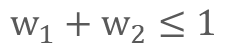 w₁ + w₂ ≤ 1